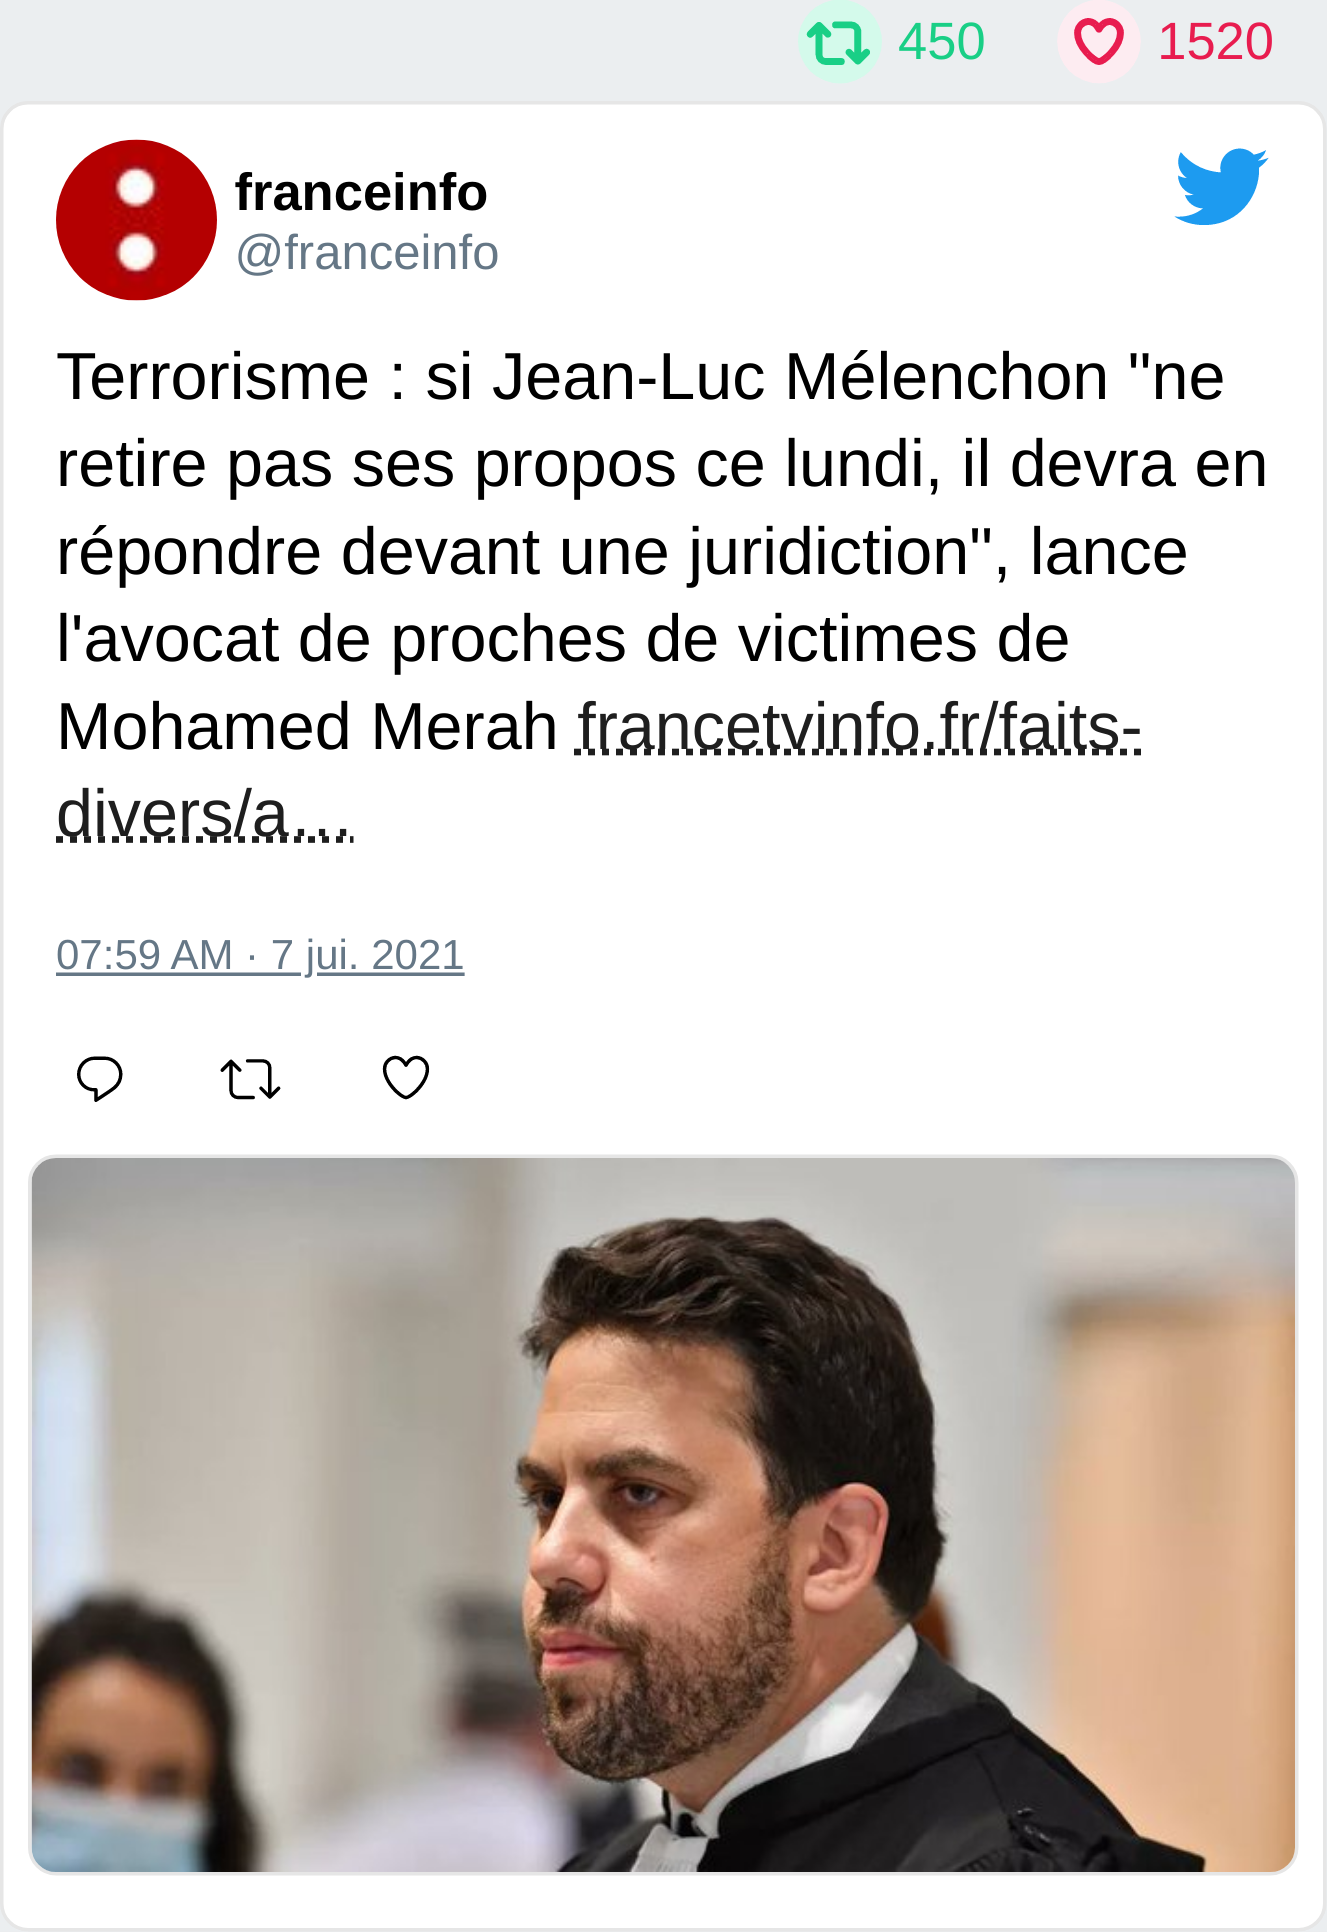 450 1520
franceinfo
@franceinfo
Terrorisme : si Jean-Luc Mélenchon "ne
retire pas ses propos ce lundi, il devra en
répondre devant une juridiction", lance
l'avocat de proches de victimes de
Mohamed Merah francetvinfo.fr/faits-
divers/a…
07:59 AM · 7 jui. 2021